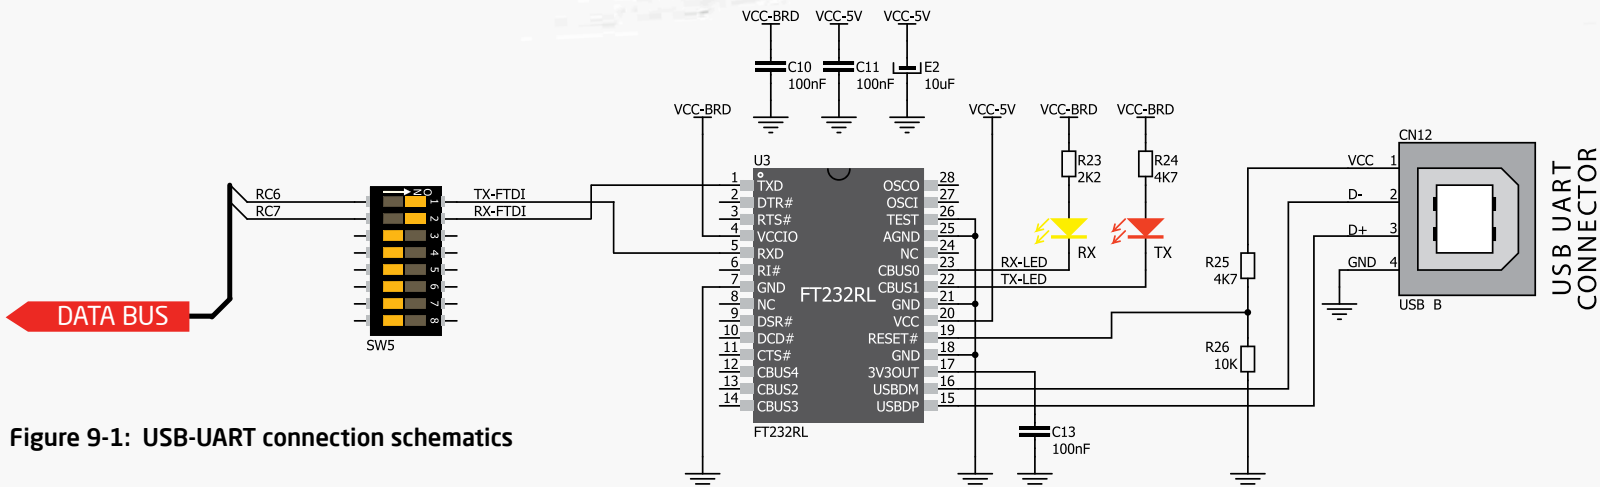 VCC-BRD VCC-5V VCC-5V
C10 100nF
C11 100nF
E2 10uF
VCC-BRD
VCC-5V VCC-BRD VCC-BRD
R23 2K2
R24 4K7
RX
TX
DATA BUS
RC6
RC7
O N
1
2
3
4
5
6
7
8
SW5
TX-FTDI
RX-FTDI
U3
1 TXD
2 DTR#
3 RTS#
4 VCCIO
5 RXD
6 RI#
7 GND
8 NC
9 DSR#
10 DCD#
11 CTS#
12 CBUS4
13 CBUS2
14 CBUS3
FT232RL
OSCO 28
OSCI 27
TEST 26
AGND 25
NC 24
CBUS0 23
CBUS1 22
GND 21
VCC 20
RESET# 19
GND 18
3V3OUT 17
USBDM 16
USBDP 15
FT232RL
RX-LED
TX-LED
C13 100nF
R25 4K7
R26 10K
CN12
VCC 1
D- 2
D+ 3
GND 4
USB B
USB UART
CONNECTOR
Figure 9-1: USB-UART connection schematics